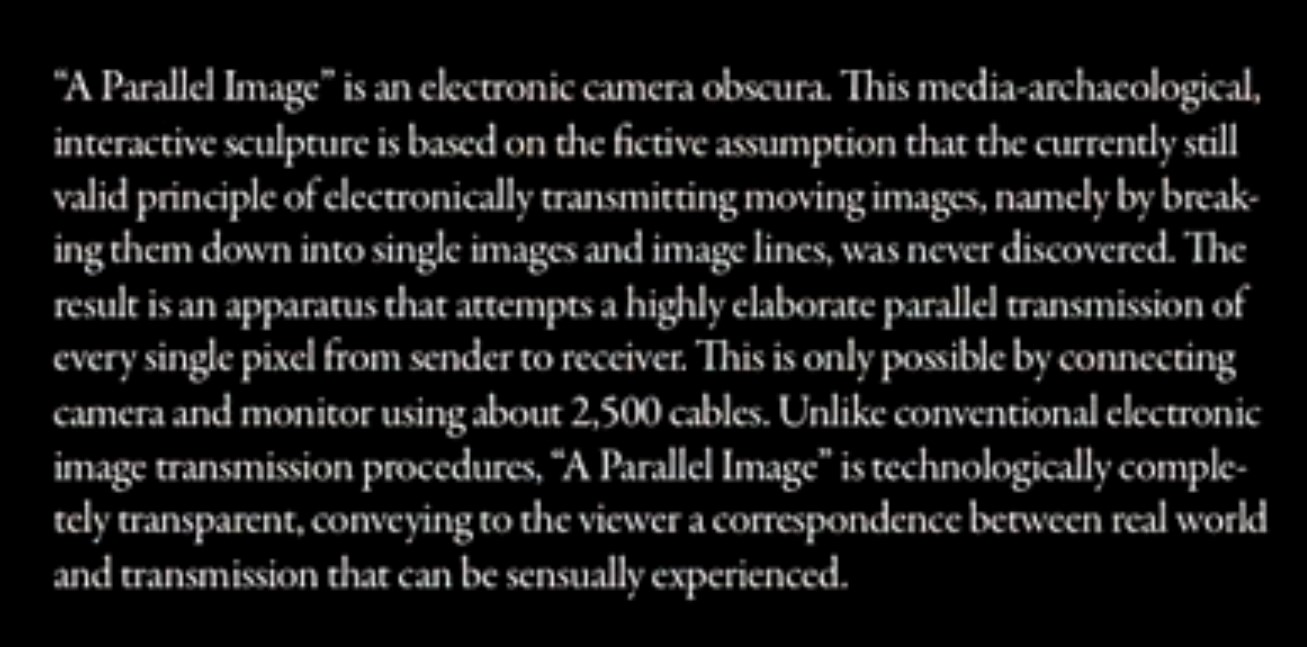 “A Parallel Image” is an electronic camera obscura. This media-archaeological,
interactive sculpture is based on the fictive assumption that the currently still
valid principle of electronically transmitting moving images, namely by break-
ing them down into single images and image lines, was never discovered. The
result is an apparatus that attempts a highly elaborate parallel transmission of
every single pixel from sender to receiver. This is only possible by connecting
camera and monitor using about 2,500 cables. Unlike conventional electronic
image transmission procedures, “A Parallel Image” is technologically comple-
tely transparent, conveying to the viewer a correspondence between real world
and transmission that can be sensually experienced.